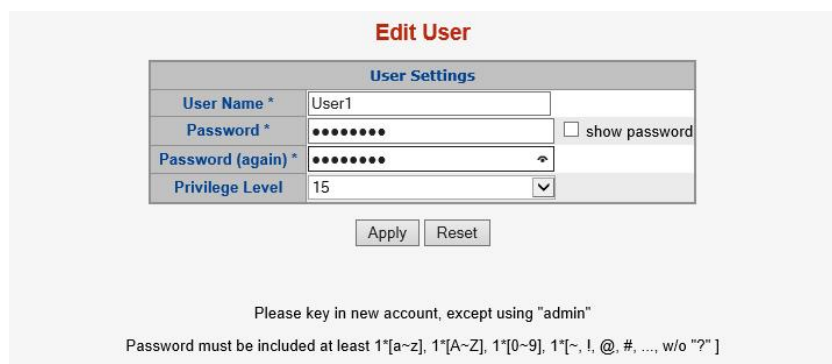 Edit User
User Settings
User Name * User1
Password * ●●●●●●●● show password
Password (again) * ●●●●●●●●
Privilege Level 15
Apply Reset
Please key in new account, except using "admin"
Password must be included at least 1*[a~z], 1*[A~Z], 1*[0~9], 1*[~, !, @, #, ..., w/o "?" ]